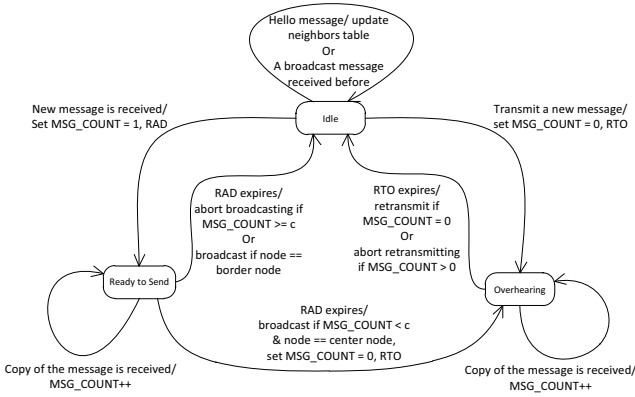 Hello message/ update
neighbors table
Or
A broadcast message
received before
Idle
New message is received/
Set MSG_COUNT = 1, RAD
Transmit a new message/
set MSG_COUNT = 0, RTO
RAD expires/
abort broadcasting if
MSG_COUNT >= c
Or
broadcast if node ==
border node
RTO expires/
retransmit if
MSG_COUNT = 0
Or
abort retransmitting
if MSG_COUNT > 0
Ready to Send
Overhearing
RAD expires/
broadcast if MSG_COUNT < c
& node == center node,
set MSG_COUNT = 0, RTO
Copy of the message is received/
MSG_COUNT++
Copy of the message is received/
MSG_COUNT++